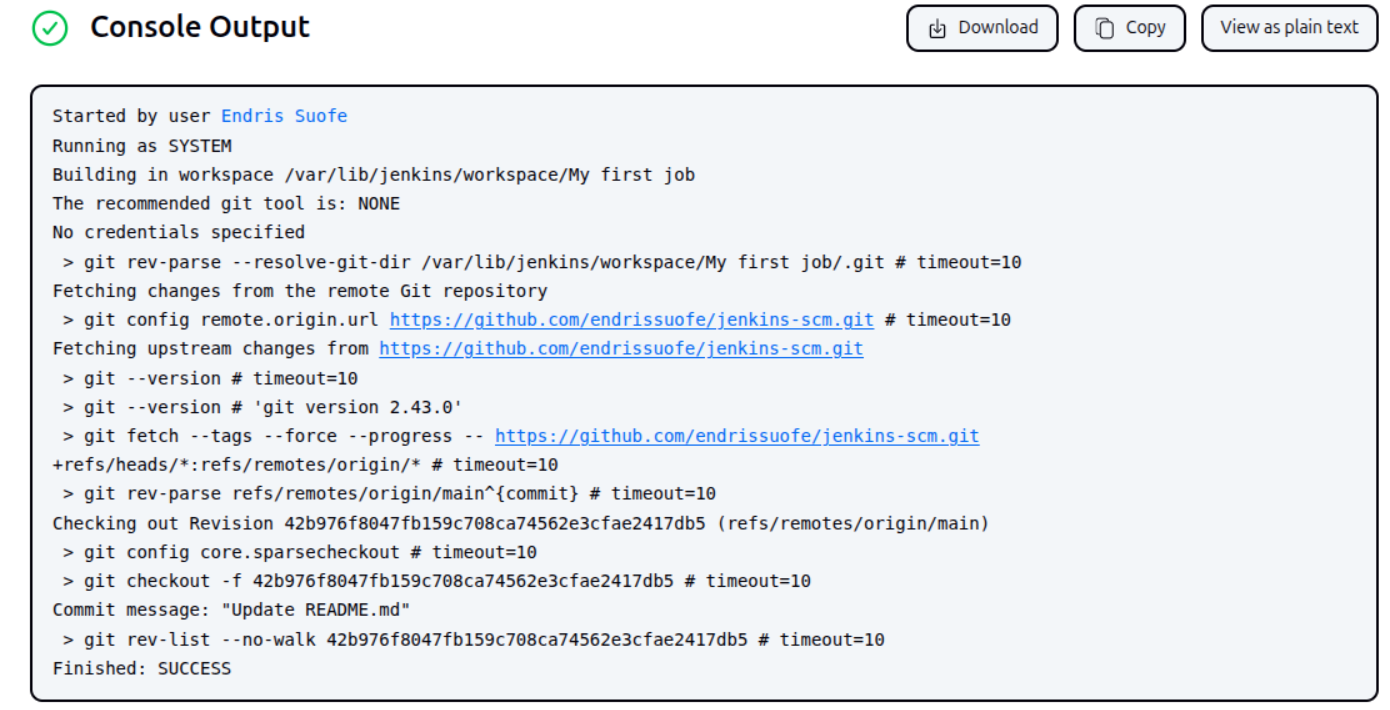 Console Output
Download
Copy
View as plain text
Started by user Endris Suofe
Running as SYSTEM
Building in workspace /var/lib/jenkins/workspace/My first job
The recommended git tool is: NONE
No credentials specified
 > git rev-parse --resolve-git-dir /var/lib/jenkins/workspace/My first job/.git # timeout=10
Fetching changes from the remote Git repository
 > git config remote.origin.url https://github.com/endrissuofe/jenkins-scm.git # timeout=10
Fetching upstream changes from https://github.com/endrissuofe/jenkins-scm.git
 > git --version # timeout=10
 > git --version # 'git version 2.43.0'
 > git fetch --tags --force --progress -- https://github.com/endrissuofe/jenkins-scm.git
+refs/heads/*:refs/remotes/origin/* # timeout=10
 > git rev-parse refs/remotes/origin/main^{commit} # timeout=10
Checking out Revision 42b976f8047fb159c708ca74562e3cfae2417db5 (refs/remotes/origin/main)
 > git config core.sparsecheckout # timeout=10
 > git checkout -f 42b976f8047fb159c708ca74562e3cfae2417db5 # timeout=10
Commit message: "Update README.md"
 > git rev-list --no-walk 42b976f8047fb159c708ca74562e3cfae2417db5 # timeout=10
Finished: SUCCESS